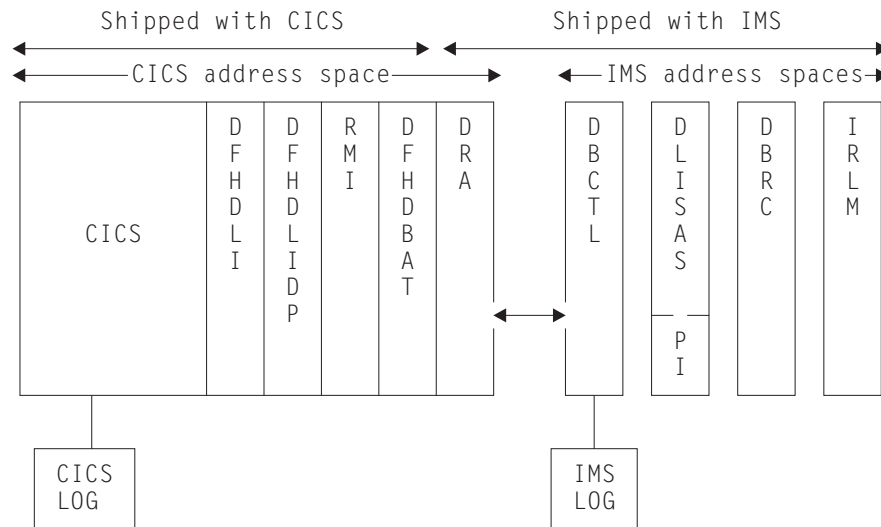 Shipped with CICS
Shipped with IMS
CICS address space
IMS address spaces
CICS
DFHDLI
DFHDLIDP
RMI
DFHDBAT
DRA
DBCTL
DLISAS
PI
DBRC
IRLM
CICS
LOG
IMS
LOG